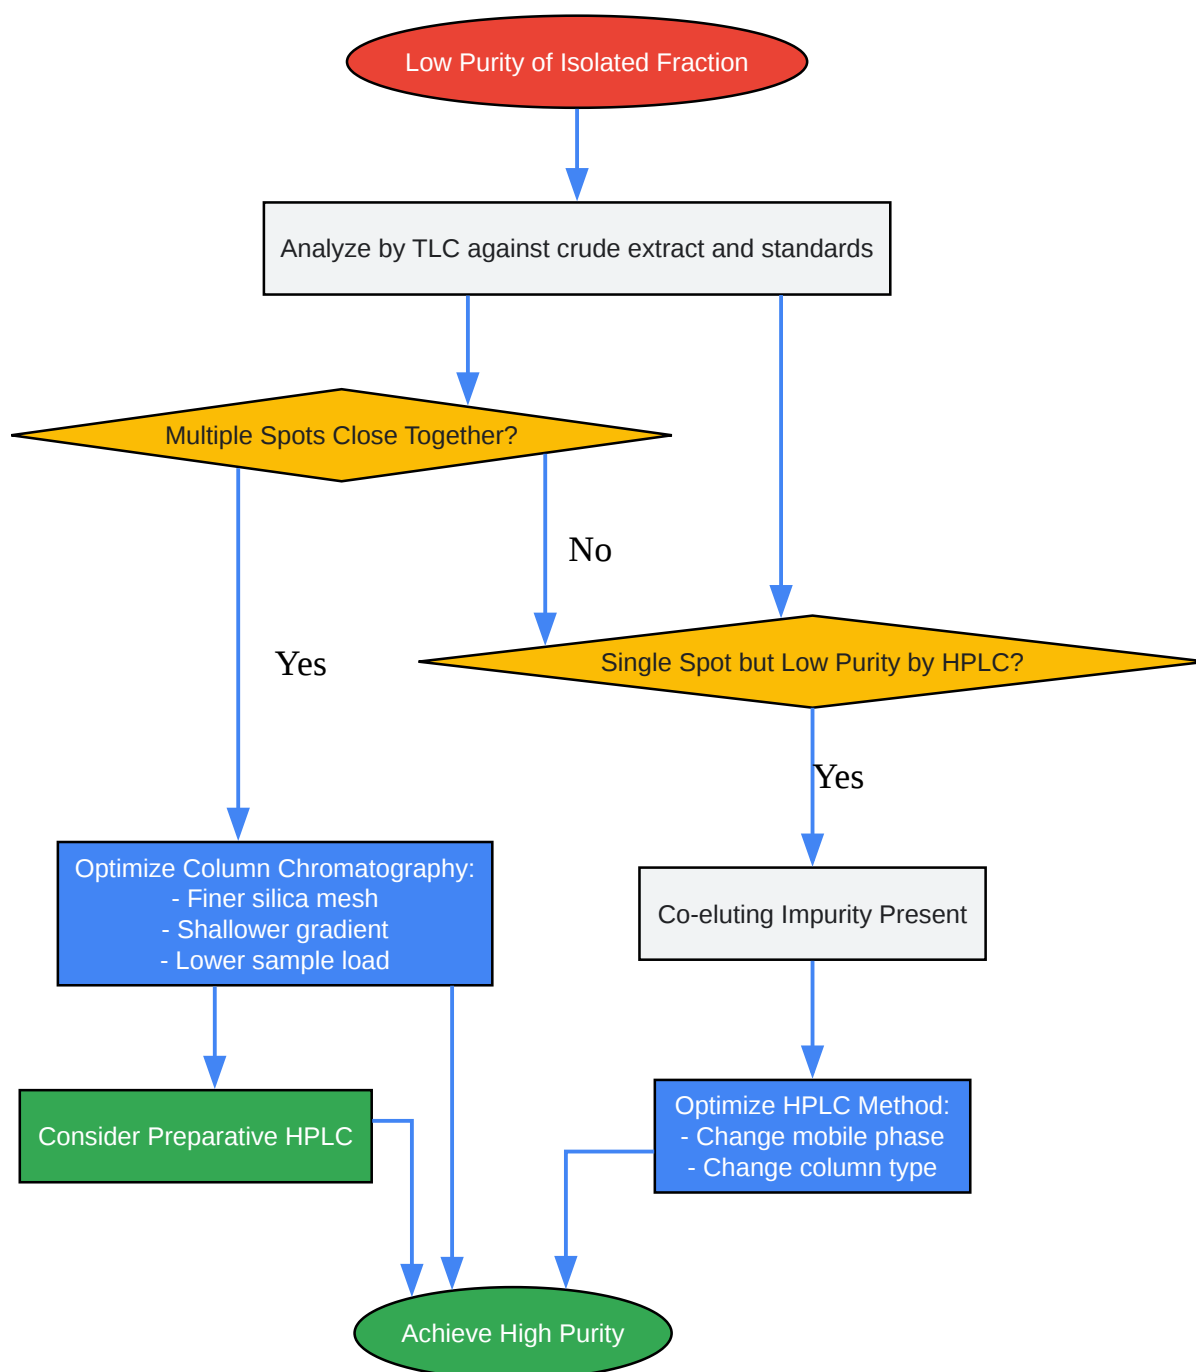 Low Purity of Isolated Fraction
Analyze by TLC against crude extract and standards
Multiple Spots Close Together?
No
Yes
Single Spot but Low Purity by HPLC?
Yes
Optimize Column Chromatography:
- Finer silica mesh
- Shallower gradient
- Lower sample load
Co-eluting Impurity Present
Consider Preparative HPLC
Optimize HPLC Method:
- Change mobile phase
- Change column type
Achieve High Purity